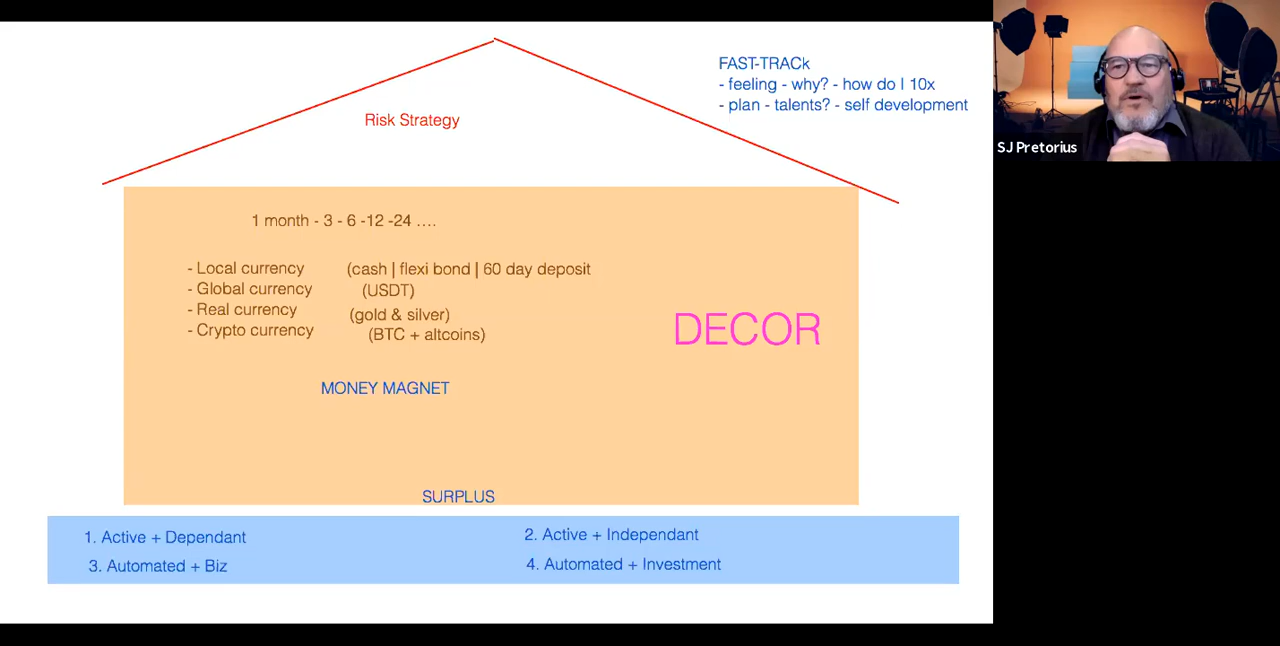 FAST-TRACk
- feeling - why? - how do I 10x
- plan - talents? - self development
Risk Strategy
SJ Pretorius
1 month - 3 - 6 -12 -24 ....
- Local currency (cash | flexi bond | 60 day deposit
- Global currency (USDT)
- Real currency (gold & silver)
- Crypto currency (BTC + altcoins)
DECOR
MONEY MAGNET
SURPLUS
1. Active + Dependant
2. Active + Independant
3. Automated + Biz
4. Automated + Investment